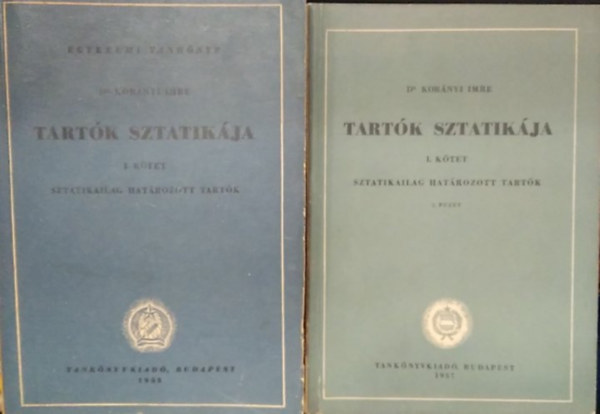 EGYETEMI TANKÖNYV
Dr KORÁNYI IMRE
TARTÓK SZTATIKÁJA
I. KÖTET
SZTATIKAILAG HATÁROZOTT TARTÓK
TANKÖNYVKIADÓ, BUDAPEST
Dr KORÁNYI IMRE
TARTÓK SZTATIKÁJA
I. KÖTET
SZTATIKAILAG HATÁROZOTT TARTÓK
TANKÖNYVKIADÓ, BUDAPEST
1957